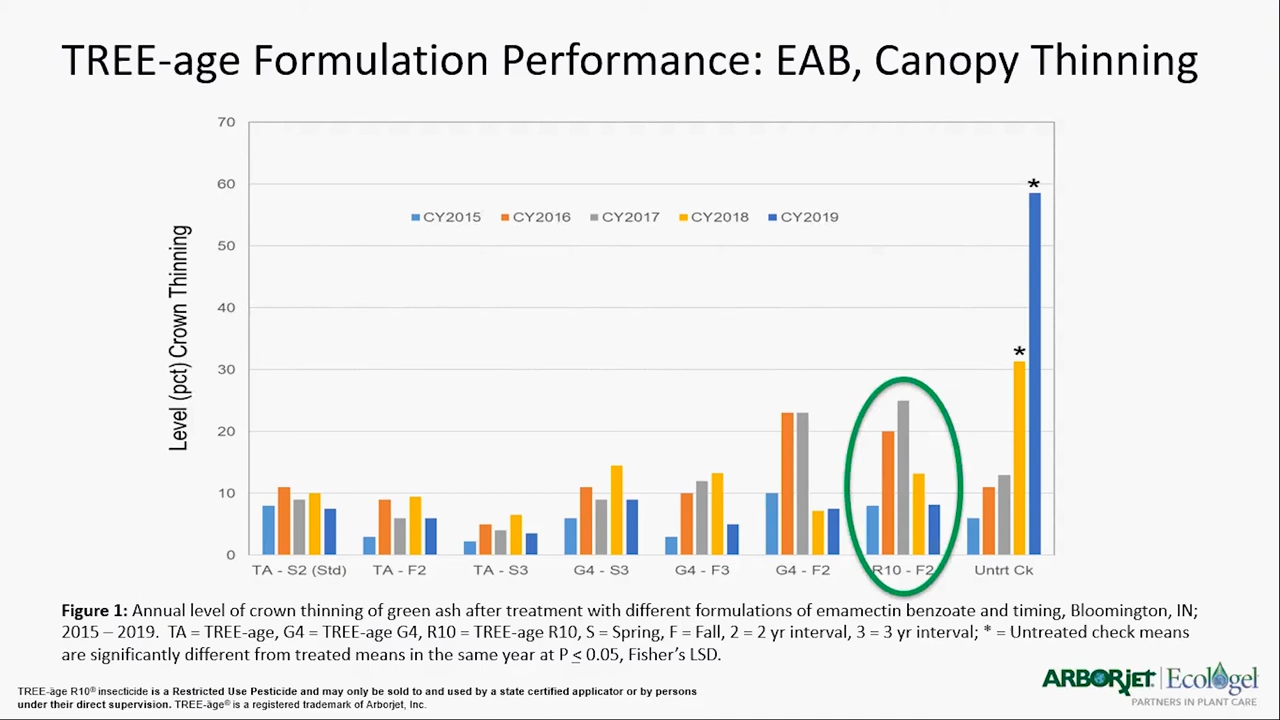 TREE-age Formulation Performance: EAB, Canopy Thinning
70
60
50
40
30
20
10
0
Level (pct) Crown Thinning
CY2015 CY2016 CY2017 CY2018 CY2019
*
*
TA - S2 (Std) TA - F2 TA - S3 G4 - S3 G4 - F3 G4 - F2 R10 - F2 Untrt Ck
Figure 1: Annual level of crown thinning of green ash after treatment with different formulations of emamectin benzoate and timing, Bloomington, IN;
2015 – 2019. TA = TREE-age, G4 = TREE-age G4, R10 = TREE-age R10, S = Spring, F = Fall, 2 = 2 yr interval, 3 = 3 yr interval; * = Untreated check means
are significantly different from treated means in the same year at P ≤ 0.05, Fisher’s LSD.
TREE-äge R10® insecticide is a Restricted Use Pesticide and may only be sold to and used by a state certified applicator or by persons
under their direct supervision. TREE-äge® is a registered trademark of Arborjet, Inc.
ARBORjet Ecologel
PARTNERS IN PLANT CARE